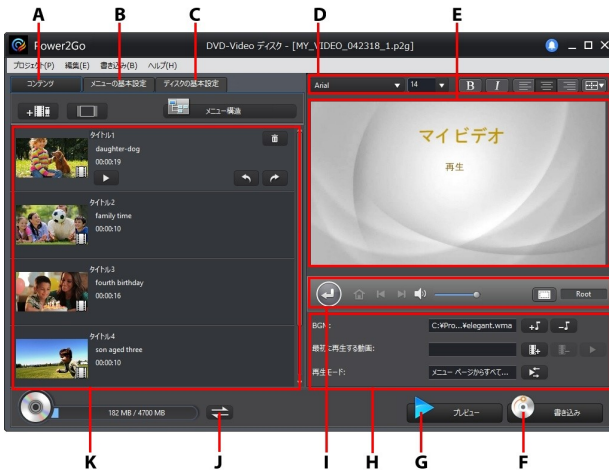 A
B
C
D
E
Power2Go
DVD-Video ディスク - [MY_VIDEO_042318_1.p2g]
プロジェクト(P) 編集(E) 書き込み(B) ヘルプ(H)
コンテンツ メニューの基本設定 ディスクの基本設定
Arial 14 B I
メニュー構造
タイトル1
daughter-dog
00:00:19
タイトル2
family time
00:00:10
タイトル3
fourth birthday
00:00:16
タイトル4
son aged three
00:00:10
マイ ビデオ
再生
Root
BGM: C:¥Pro...¥elegant.wma
最初に再生する動画:
再生モード: メニュー ページからすべて...
182 MB / 4700 MB
プレビュー
書き込み
K
J
I
H
G
F